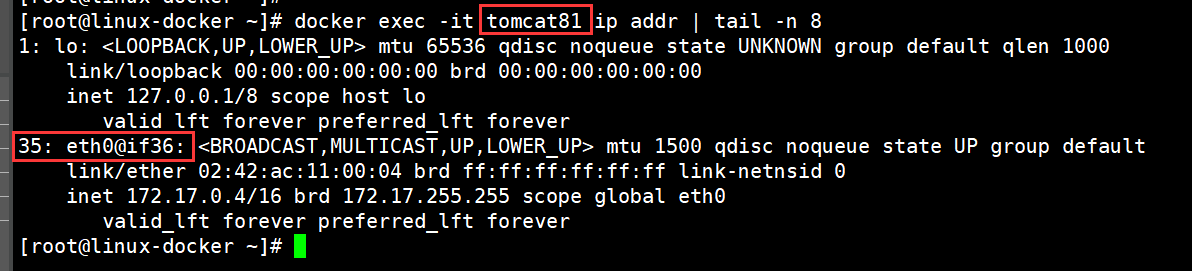 [root@linux-docker ~]#
[root@linux-docker ~]# docker exec -it tomcat81 ip addr | tail -n 8
1: lo: <LOOPBACK,UP,LOWER_UP> mtu 65536 qdisc noqueue state UNKNOWN group default qlen 1000
    link/loopback 00:00:00:00:00:00 brd 00:00:00:00:00:00
    inet 127.0.0.1/8 scope host lo
       valid_lft forever preferred_lft forever
35: eth0@if36: <BROADCAST,MULTICAST,UP,LOWER_UP> mtu 1500 qdisc noqueue state UP group default
    link/ether 02:42:ac:11:00:04 brd ff:ff:ff:ff:ff:ff link-netnsid 0
    inet 172.17.0.4/16 brd 172.17.255.255 scope global eth0
       valid_lft forever preferred_lft forever
[root@linux-docker ~]#